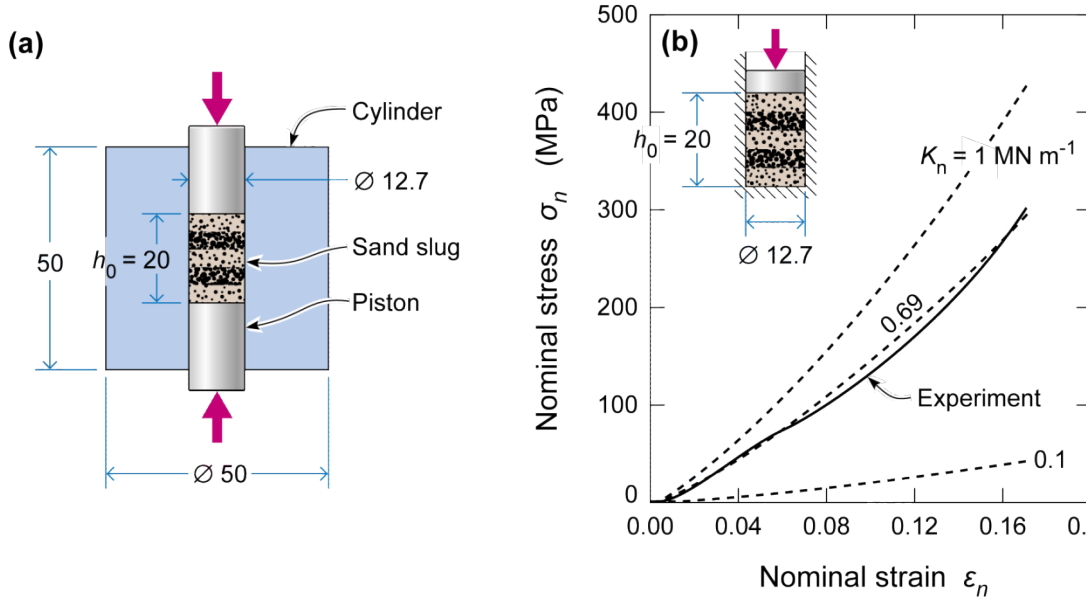 (a)
Cylinder
Ø 12.7
50
h₀ = 20
Sand slug
Piston
Ø 50
(b)
500
400
300
200
100
0
Nominal stress σₙ (MPa)
h₀ = 20
Ø 12.7
Kₙ = 1 MN m⁻¹
0.69
Experiment
0.1
0.00
0.04
0.08
0.12
0.16
0.
Nominal strain εₙ